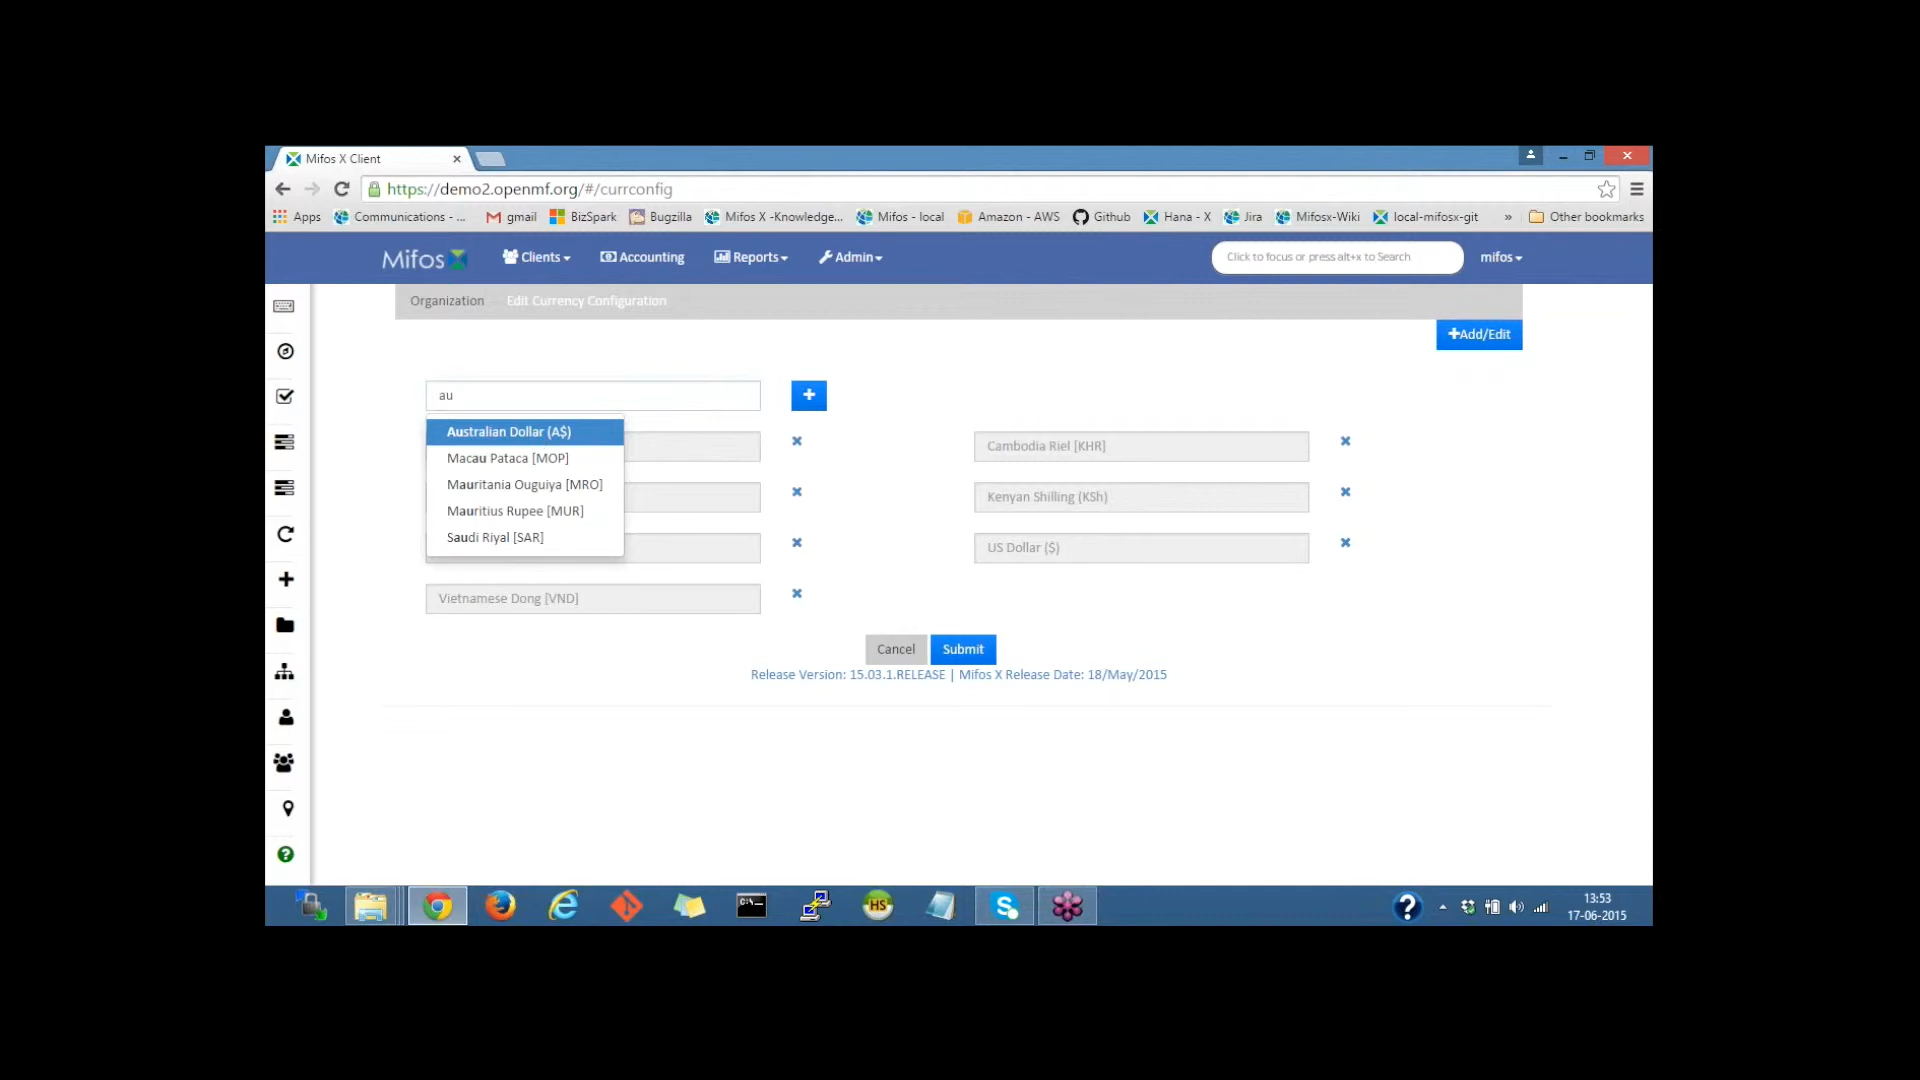 Mifos X Client
https://demo2.openmf.org/#/currconfig
Apps Communications - ... gmail BizSpark Bugzilla Mifos X -Knowledge... Mifos - local Amazon - AWS Github Hana - X Jira Mifosx-Wiki local-mifosx-git » Other bookmarks
Mifos Clients Accounting Reports Admin Click to focus or press alt+x to Search mifos
Organization Edit Currency Configuration
Add/Edit
au
Australian Dollar (A$)
Macau Pataca [MOP]
Mauritania Ouguiya [MRO]
Mauritius Rupee [MUR]
Saudi Riyal [SAR]
Cambodia Riel [KHR]
Kenyan Shilling (KSh)
US Dollar ($)
Vietnamese Dong [VND]
Cancel Submit
Release Version: 15.03.1.RELEASE | Mifos X Release Date: 18/May/2015
C:\. HS S ? 13:53
17-06-2015